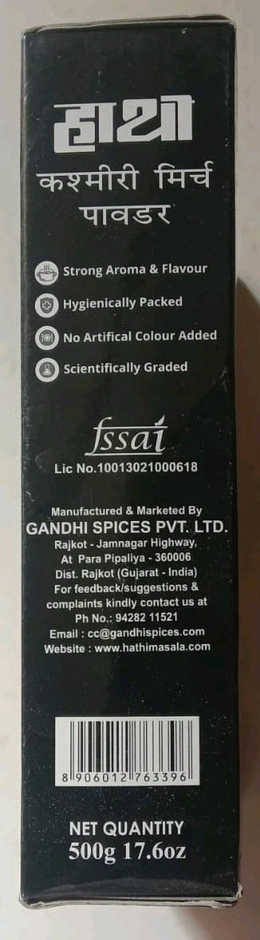 हाथी
कश्मीरी मिर्च
पावडर
Strong Aroma & Flavour
Hygienically Packed
No Artifical Colour Added
Scientifically Graded
fssai
Lic No.10013021000618
Manufactured & Marketed By
GANDHI SPICES PVT. LTD.
Rajkot - Jamnagar Highway,
At Para Pipaliya - 360006
Dist. Rajkot (Gujarat - India)
For feedback/suggestions &
complaints kindly contact us at
Ph No.: 94282 11521
Email : cc@gandhispices.com
Website : www.hathimasala.com
8 906012 763396
NET QUANTITY
500g 17.6oz